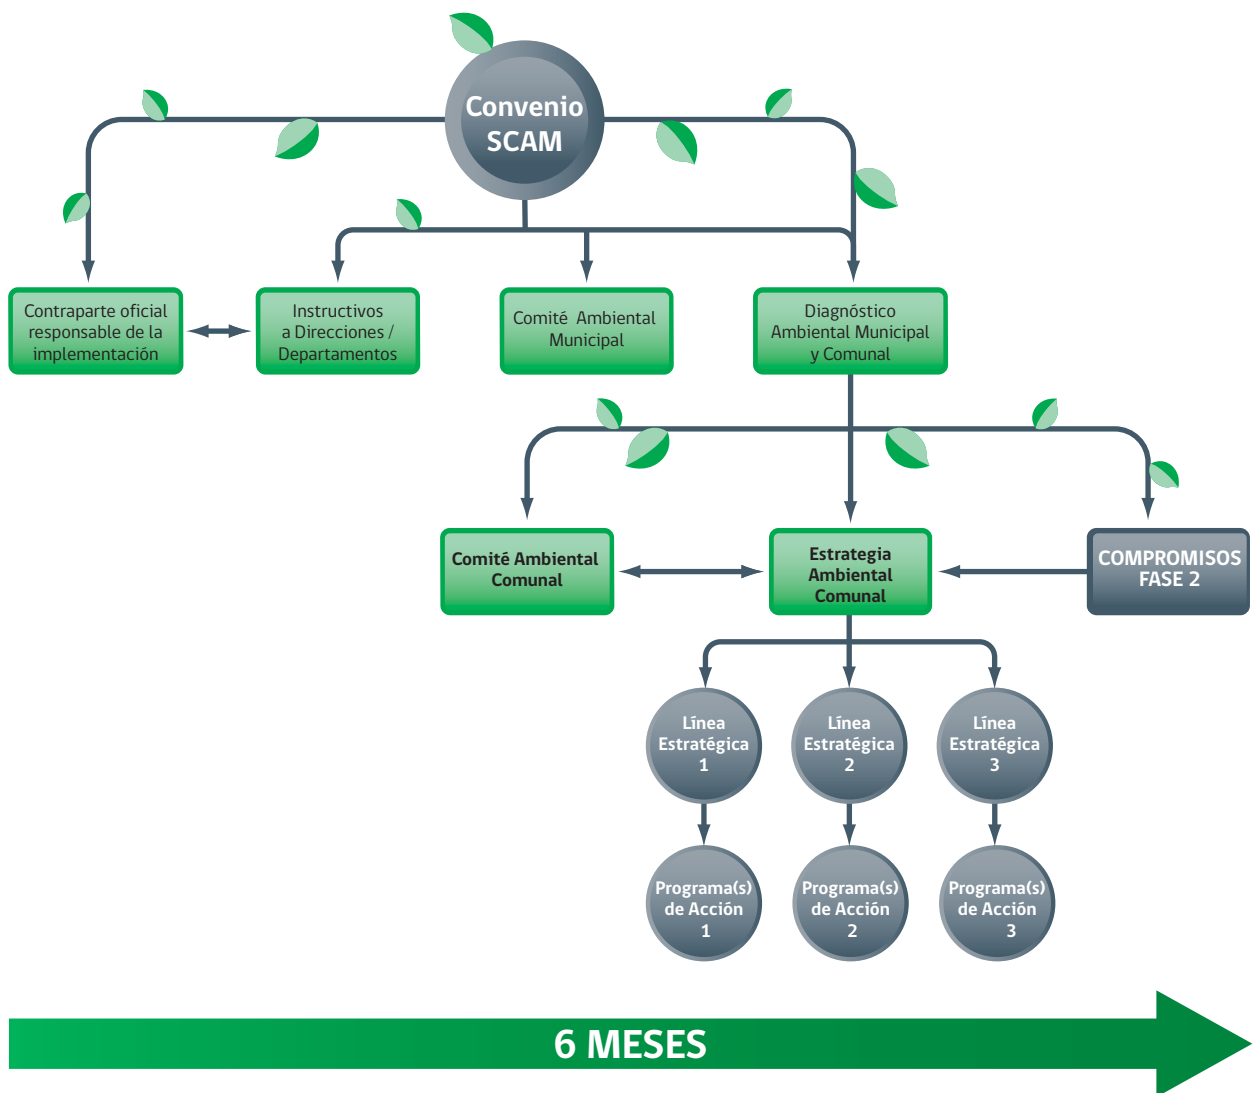 Convenio
SCAM
Contraparte oficial
responsable de la
implementación
Instructivos
a Direcciones /
Departamentos
Comité Ambiental
Municipal
Diagnóstico
Ambiental Municipal
y Comunal
Comité Ambiental
Comunal
Estrategia
Ambiental
Comunal
COMPROMISOS
FASE 2
Línea
Estratégica
1
Línea
Estratégica
2
Línea
Estratégica
3
Programa(s)
de Acción
1
Programa(s)
de Acción
2
Programa(s)
de Acción
3
6 MESES